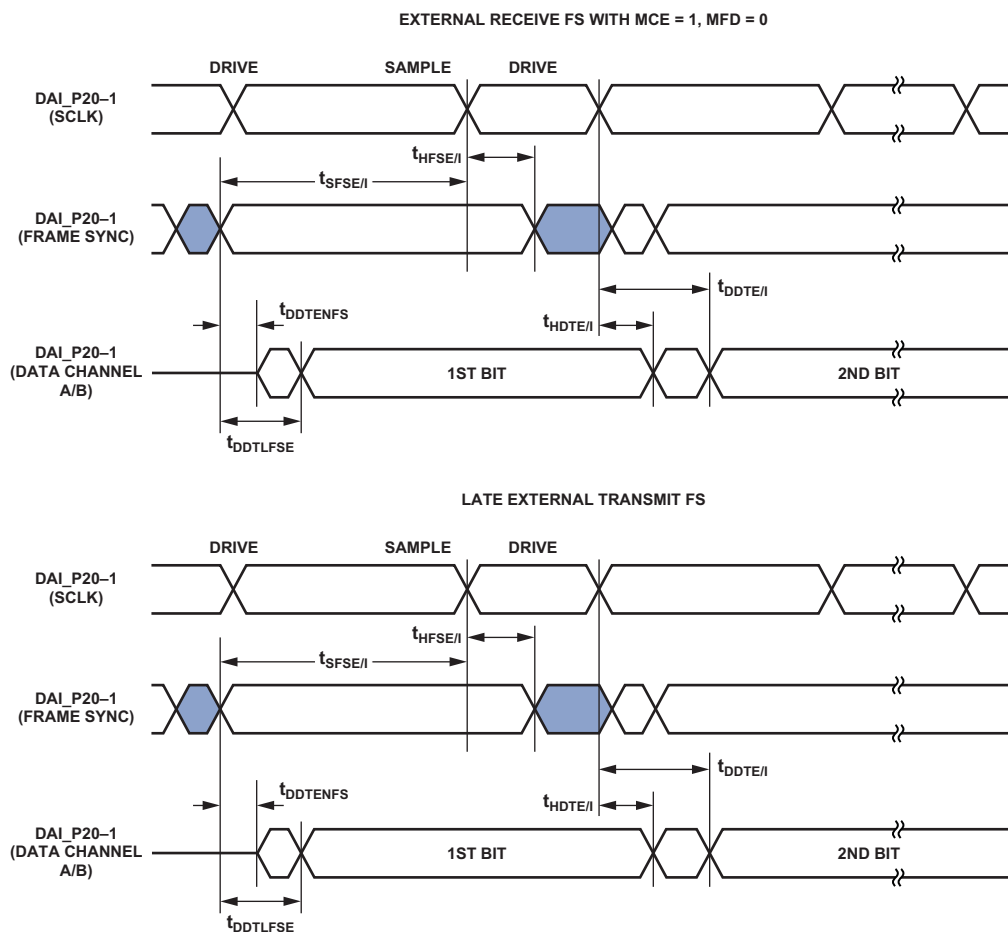 EXTERNAL RECEIVE FS WITH MCE = 1, MFD = 0
DRIVE SAMPLE DRIVE
DAI_P20–1
(SCLK)
tHFSE/I
tSFSE/I
DAI_P20–1
(FRAME SYNC)
tDDTE/I
tDDTENFS
tHDTE/I
DAI_P20–1
(DATA CHANNEL
A/B)
1ST BIT 2ND BIT
tDDTLFSE
LATE EXTERNAL TRANSMIT FS
DRIVE SAMPLE DRIVE
DAI_P20–1
(SCLK)
tHFSE/I
tSFSE/I
DAI_P20–1
(FRAME SYNC)
tDDTE/I
tDDTENFS
tHDTE/I
DAI_P20–1
(DATA CHANNEL
A/B)
1ST BIT 2ND BIT
tDDTLFSE